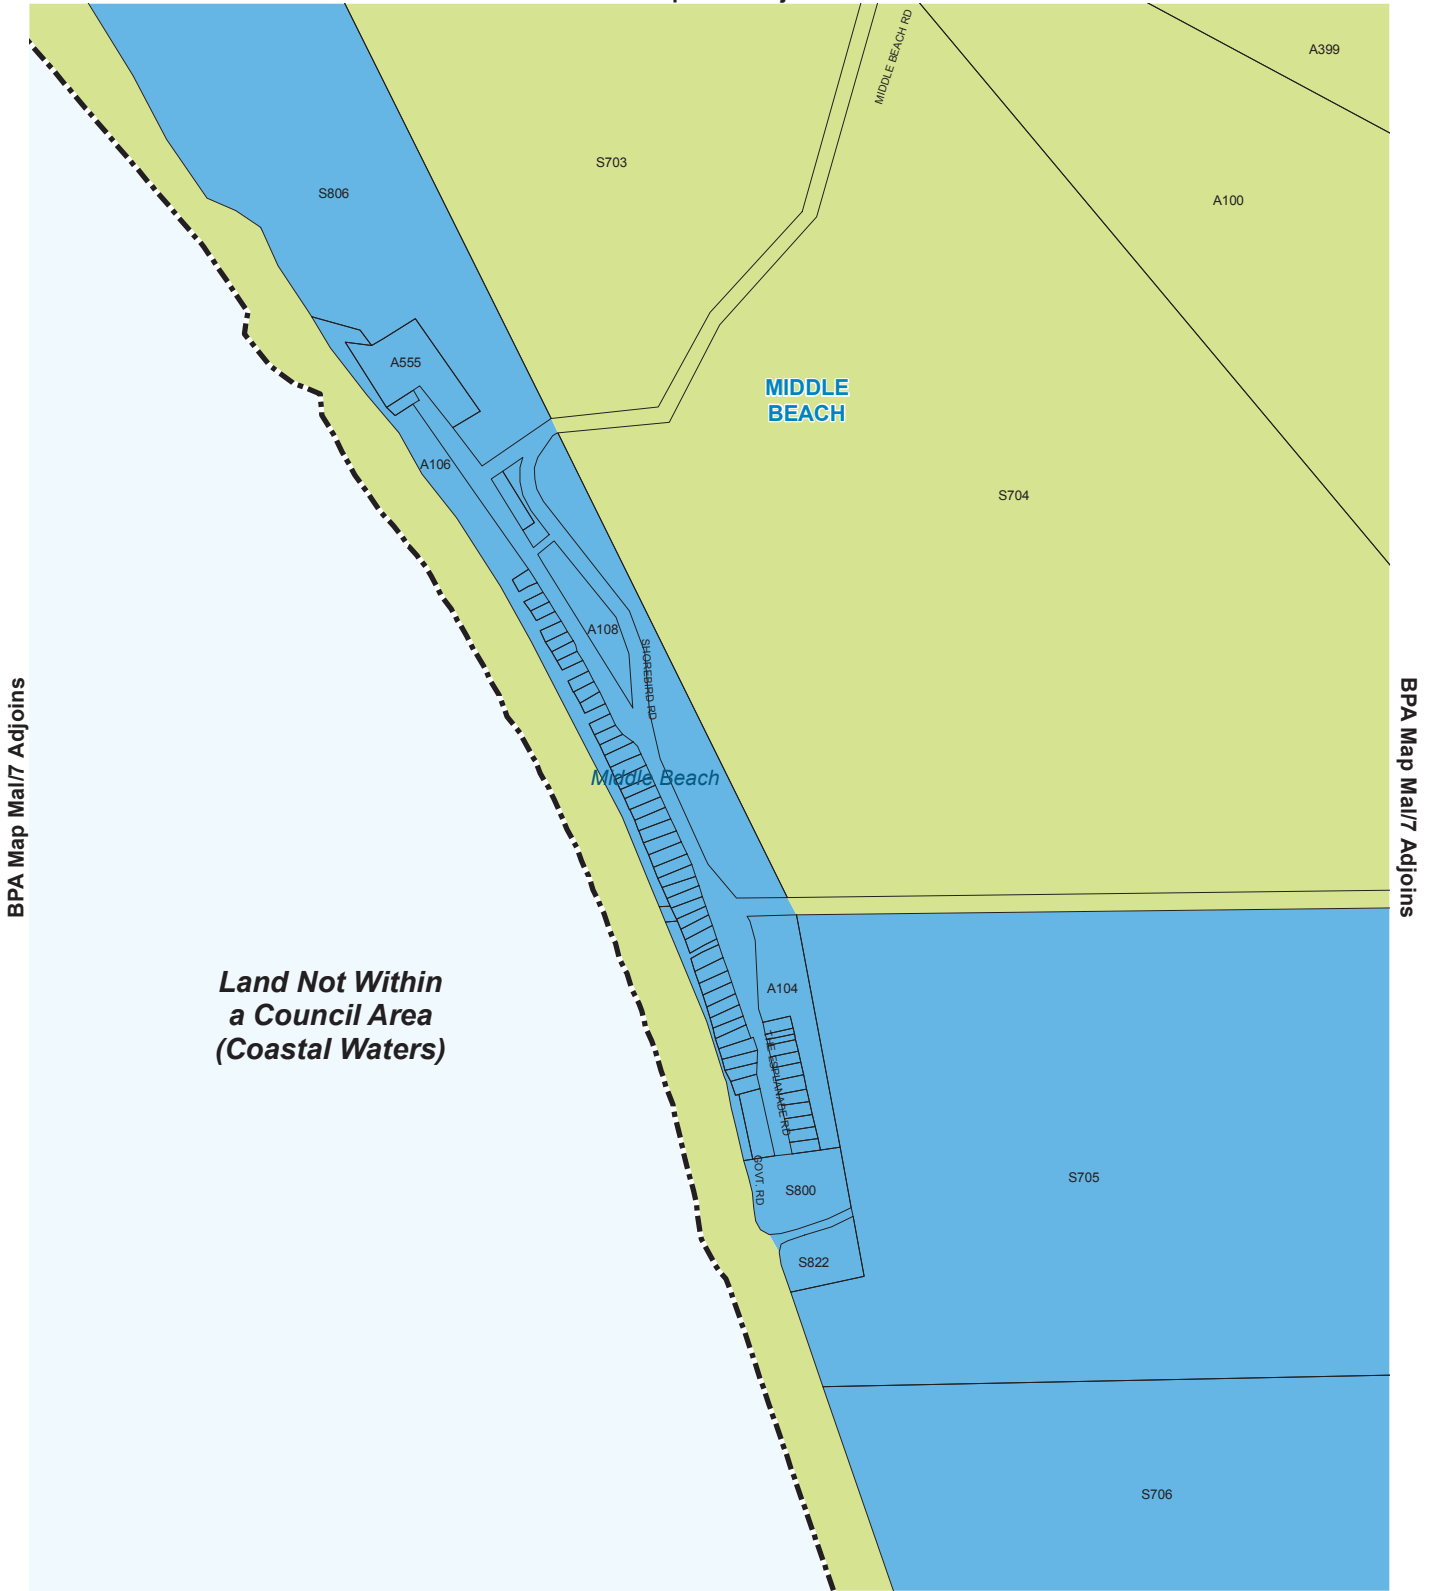 MIDDLE BEACH RD
A399
S703
S806
A100
A555
MIDDLE
BEACH
A106
S704
A108
SHOREBIRD RD
BPA Map Mal/7 Adjoins
BPA Map Mal/7 Adjoins
Middle Beach
Land Not Within
a Council Area
(Coastal Waters)
A104
THE ESPLANADE RD
GOVT. RD
S800
S705
S822
S706